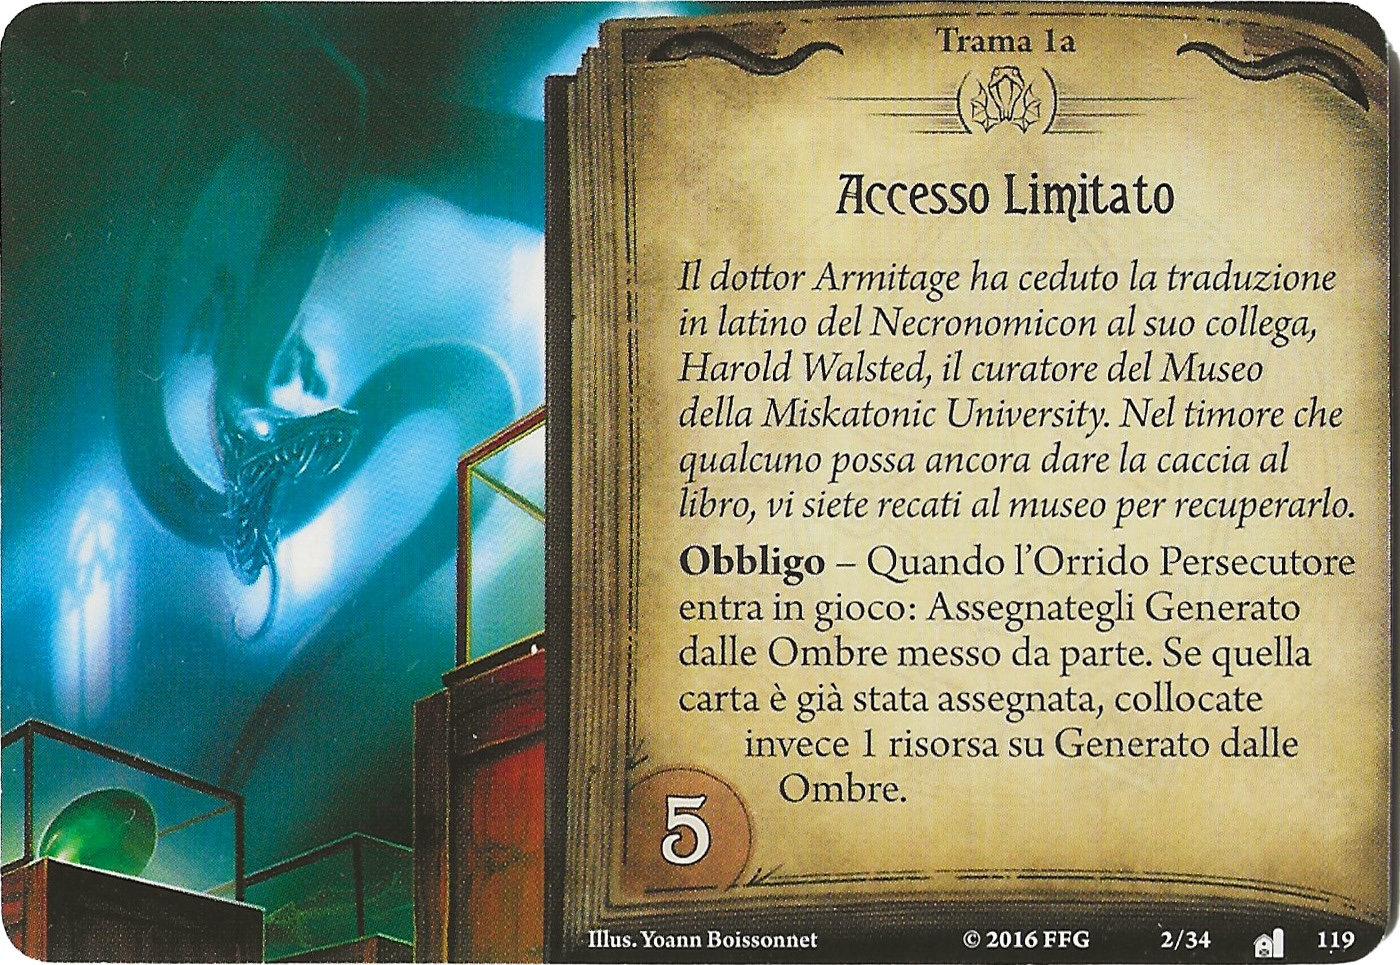 Trama 1a
Accesso Limitato
Il dottor Armitage ha ceduto la traduzione
in latino del Necronomicon al suo collega,
Harold Walsted, il curatore del Museo
della Miskatonic University. Nel timore che
qualcuno possa ancora dare la caccia al
libro, vi siete recati al museo per recuperarlo.
Obbligo – Quando l'Orrido Persecutore
entra in gioco: Assegnategli Generato
dalle Ombre messo da parte. Se quella
carta è già stata assegnata, collocate
invece 1 risorsa su Generato dalle
Ombre.
5
Illus. Yoann Boissonnet © 2016 FFG 2/34 119